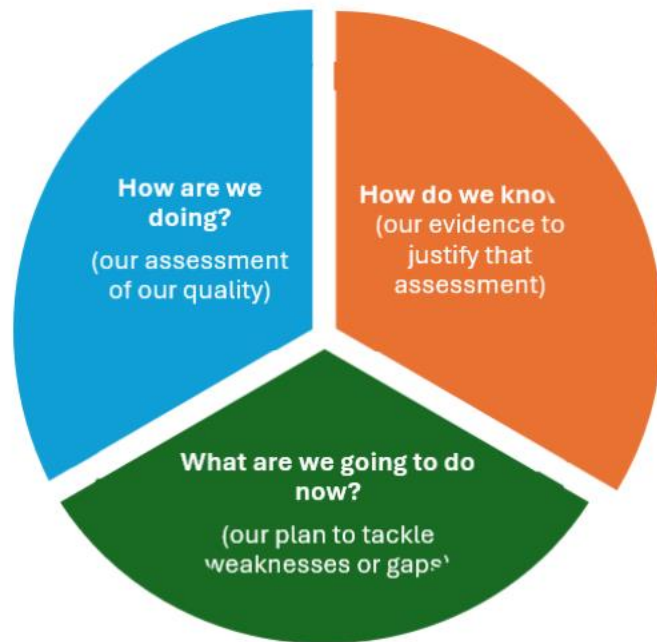 How are we
doing?
(our assessment
of our quality)
How do we know
(our evidence to
justify that
assessment)
What are we going to do
now?
(our plan to tackle
weaknesses or gaps)